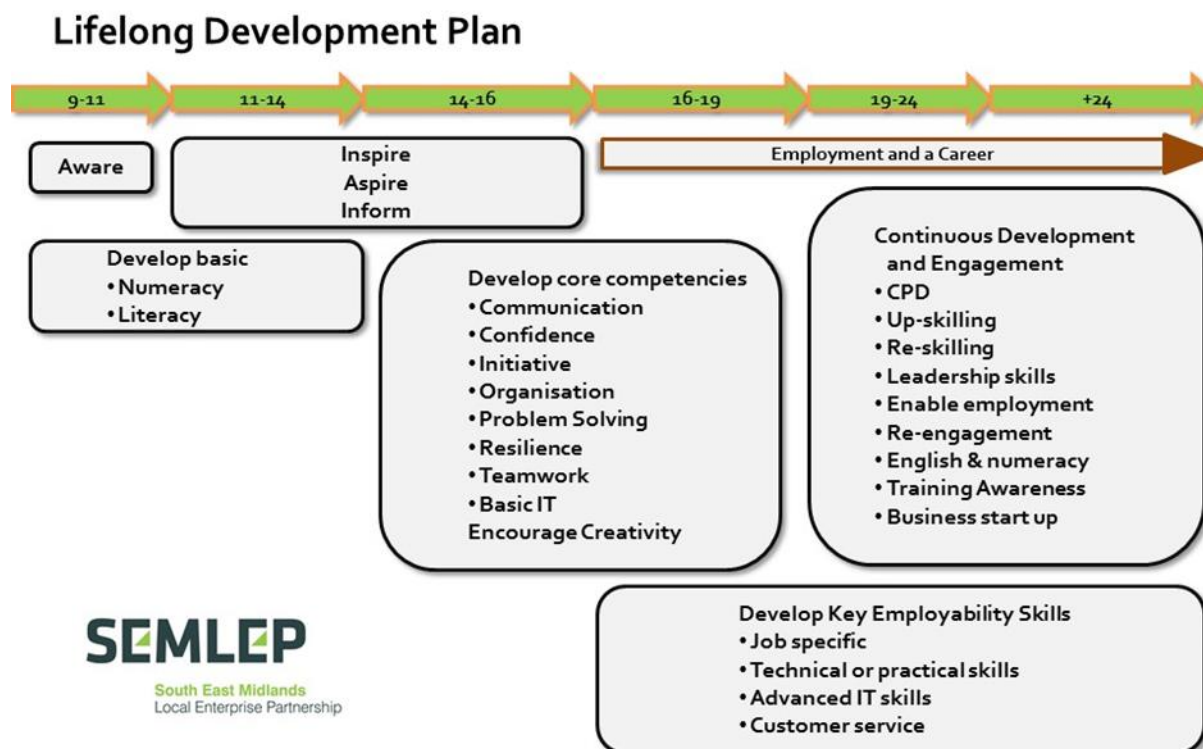 Lifelong Development Plan
9-11
11-14
14-16
16-19
19-24
+24
Aware
Inspire
Aspire
Inform
Employment and a Career
Develop basic
• Numeracy
• Literacy
Develop core competencies
• Communication
• Confidence
• Initiative
• Organisation
• Problem Solving
• Resilience
• Teamwork
• Basic IT
Encourage Creativity
Continuous Development
and Engagement
• CPD
• Up-skilling
• Re-skilling
• Leadership skills
• Enable employment
• Re-engagement
• English & numeracy
• Training Awareness
• Business start up
Develop Key Employability Skills
• Job specific
• Technical or practical skills
• Advanced IT skills
• Customer service
SEMLEP
South East Midlands
Local Enterprise Partnership